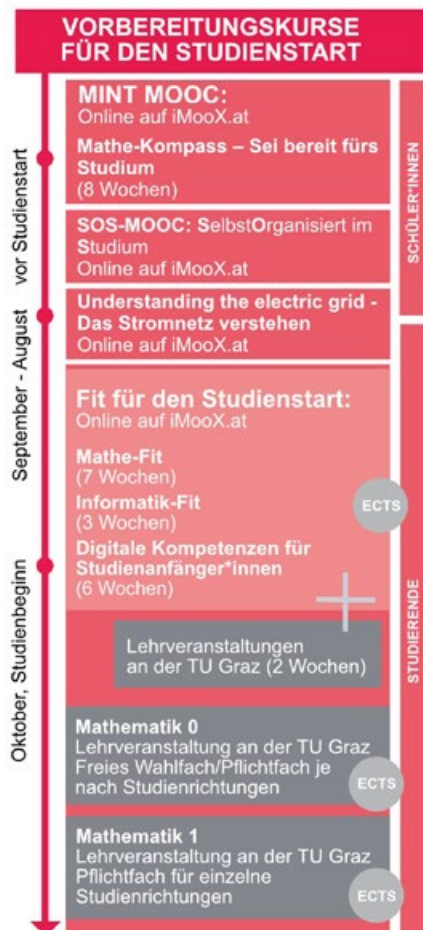 VORBEREITUNGSKURSE
FÜR DEN STUDIENSTART
MINT MOOC:
Online auf iMooX.at
Mathe-Kompass – Sei bereit fürs
Studium
(8 Wochen)
SOS-MOOC: SelbstOrganisiert im
Studium
Online auf iMooX.at
Understanding the electric grid -
Das Stromnetz verstehen
Online auf iMooX.at
Fit für den Studienstart:
Online auf iMooX.at
Mathe-Fit
(7 Wochen)
Informatik-Fit
(3 Wochen)
ECTS
Digitale Kompetenzen für
Studienanfänger*innen
(6 Wochen)
Lehrveranstaltungen
an der TU Graz (2 Wochen)
Mathematik 0
Lehrveranstaltung an der TU Graz
Freies Wahlfach/Pflichtfach je
nach Studienrichtungen
ECTS
Mathematik 1
Lehrveranstaltung an der TU Graz
Pflichtfach für einzelne
Studienrichtungen
ECTS
vor Studienstart
September - August
Oktober, Studienbeginn
SCHÜLER*INNEN
STUDIERENDE